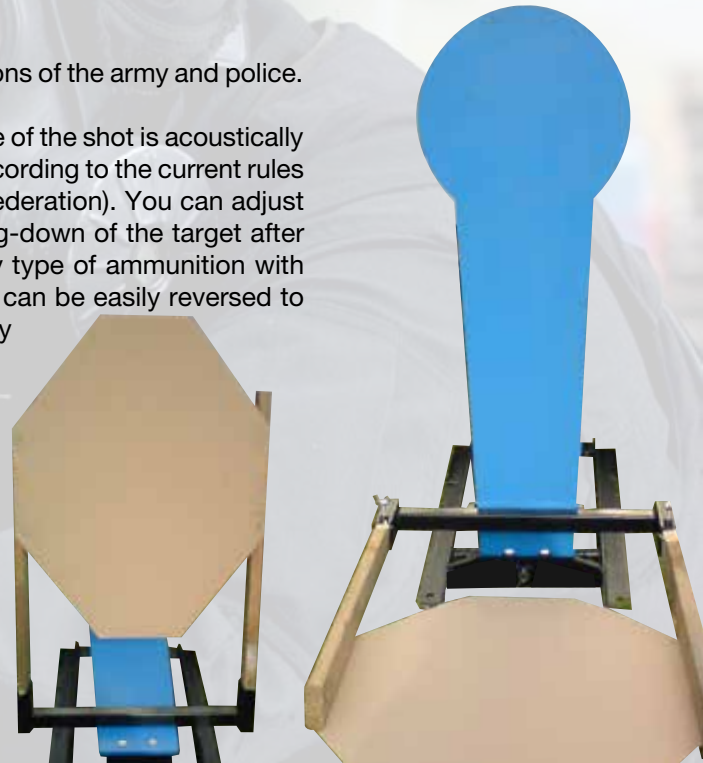 ons of the army and police.
e of the shot is acoustically
cording to the current rules
ederation). You can adjust
g-down of the target after
y type of ammunition with
can be easily reversed to
y